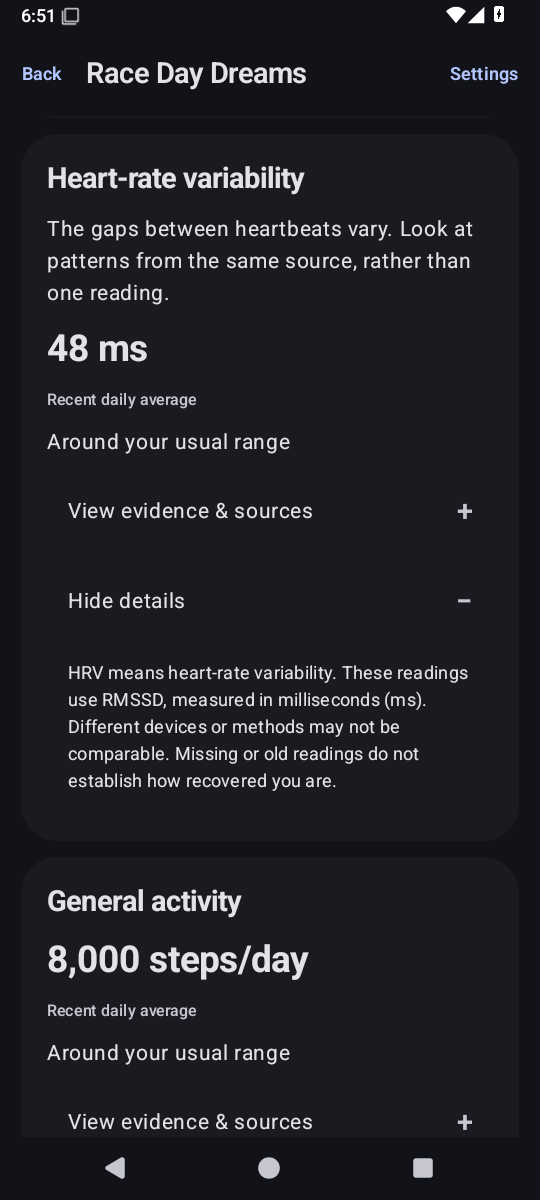 6:51
Back
Race Day Dreams
Settings
Heart-rate variability
The gaps between heartbeats vary. Look at
patterns from the same source, rather than
one reading.
48 ms
Recent daily average
Around your usual range
View evidence & sources +
Hide details −
HRV means heart-rate variability. These readings
use RMSSD, measured in milliseconds (ms).
Different devices or methods may not be
comparable. Missing or old readings do not
establish how recovered you are.
General activity
8,000 steps/day
Recent daily average
Around your usual range
View evidence & sources +